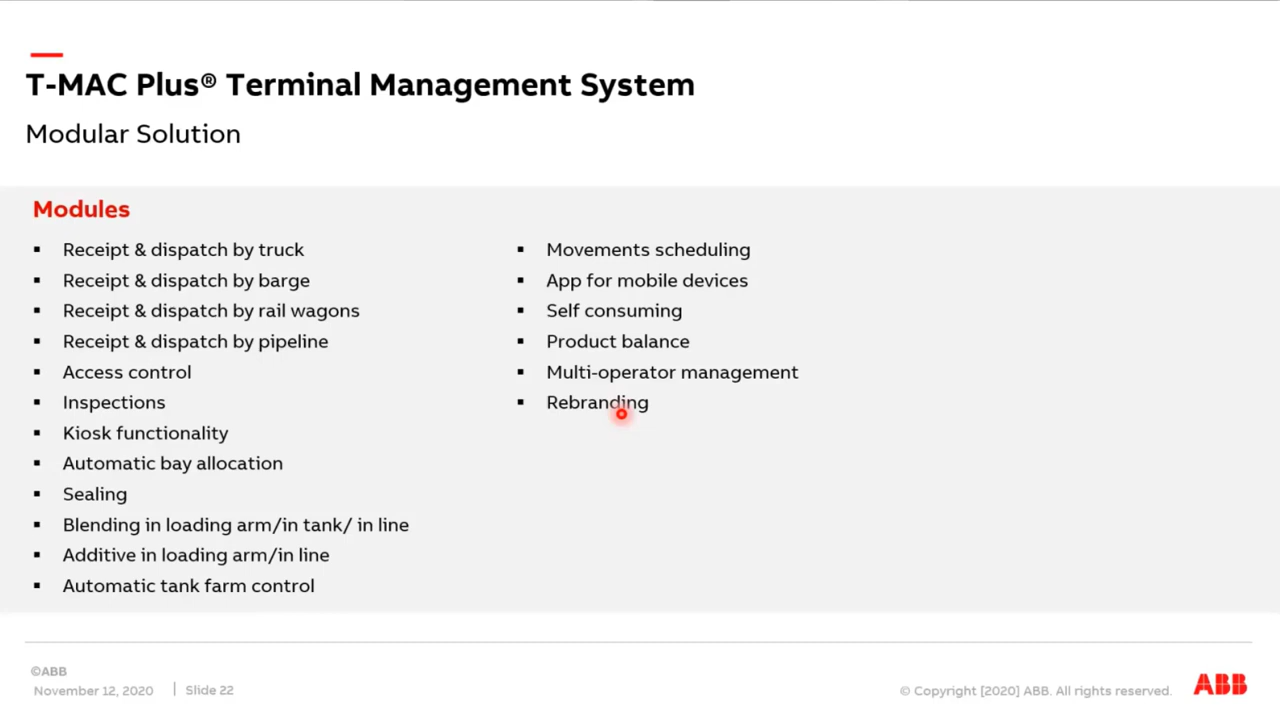 T-MAC Plus® Terminal Management System
Modular Solution
Modules
▪ Receipt & dispatch by truck
▪ Receipt & dispatch by barge
▪ Receipt & dispatch by rail wagons
▪ Receipt & dispatch by pipeline
▪ Access control
▪ Inspections
▪ Kiosk functionality
▪ Automatic bay allocation
▪ Sealing
▪ Blending in loading arm/in tank/ in line
▪ Additive in loading arm/in line
▪ Automatic tank farm control
▪ Movements scheduling
▪ App for mobile devices
▪ Self consuming
▪ Product balance
▪ Multi-operator management
▪ Rebranding
©ABB
November 12, 2020 | Slide 22
© Copyright [2020] ABB. All rights reserved.
ABB